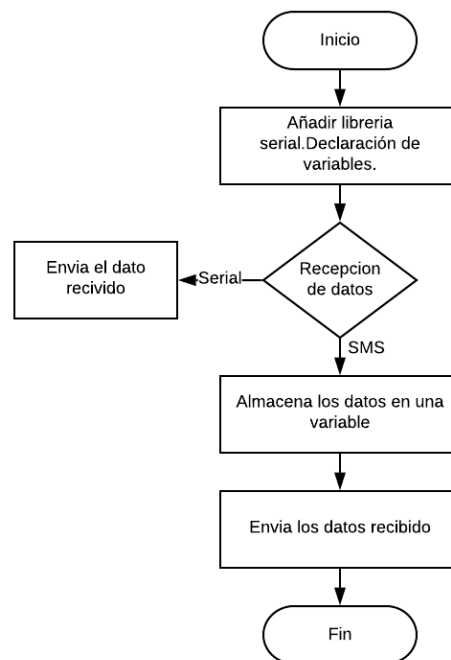 Inicio
Añadir libreria
serial.Declaración de
variables.
Envia el dato
recivido
Serial
Recepcion
de datos
SMS
Almacena los datos en una
variable
Envia los datos recibido
Fin